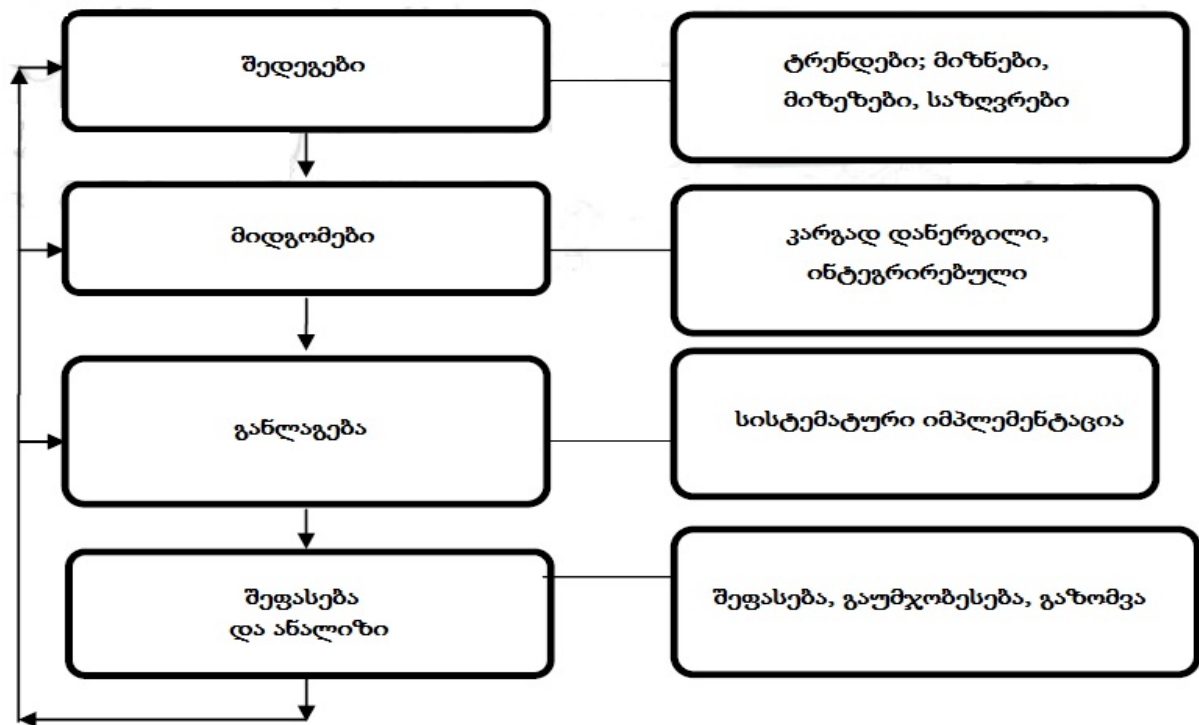 შედეგები
ტრენდები; მიზნები,
მიზეზები, საზღვრები
მიდგომები
კარგად დანერგილი,
ინტეგრირებული
განლაგება
სისტემატური იმპლემენტაცია
შეფასება
და ანალიზი
შეფასება, გაუმჯობესება, გაზომვა